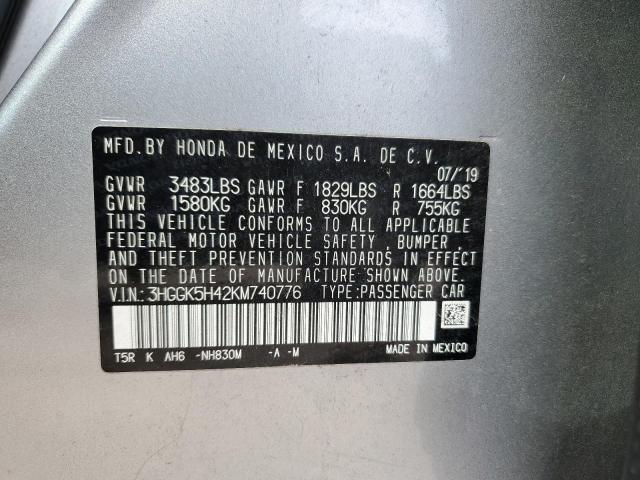 MFD. BY HONDA DE MEXICO S.A. DE C.V.
07/'19
GVWR 3483LBS GAWR F 1829LBS R 1664LBS
GVWR 1580KG GAWR F 830KG R 755KG
THIS VEHICLE CONFORMS TO ALL APPLICABLE
FEDERAL MOTOR VEHICLE SAFETY, BUMPER,
AND THEFT PREVENTION STANDARDS IN EFFECT
ON THE DATE OF MANUFACTURE SHOWN ABOVE.
V.I.N.: 3HGGK5H42KM740776 TYPE: PASSENGER CAR
T5R K AH6 -NH830M -A -M MADE IN MEXICO